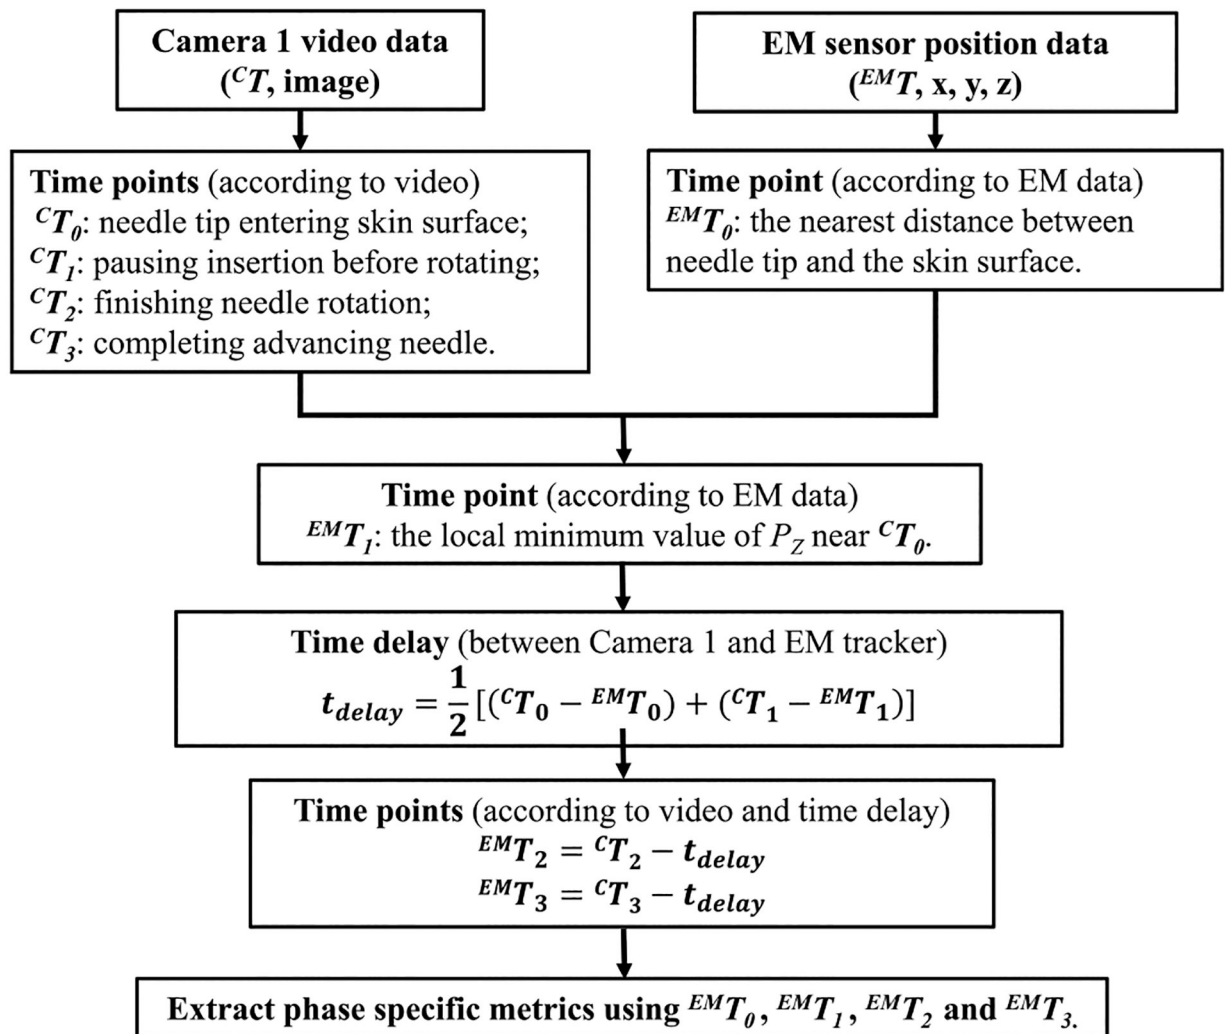 Camera 1 video data
(ᶜT, image)
EM sensor position data
(ᴱᴹT, x, y, z)
Time points (according to video)
ᶜT₀: needle tip entering skin surface;
ᶜT₁: pausing insertion before rotating;
ᶜT₂: finishing needle rotation;
ᶜT₃: completing advancing needle.
Time point (according to EM data)
ᴱᴹT₀: the nearest distance between
needle tip and the skin surface.
Time point (according to EM data)
ᴱᴹT₁: the local minimum value of P_Z near ᶜT₀.
Time delay (between Camera 1 and EM tracker)
t_delay = 1/2 [(ᶜT₀ − ᴱᴹT₀) + (ᶜT₁ − ᴱᴹT₁)]
Time points (according to video and time delay)
ᴱᴹT₂ = ᶜT₂ − t_delay
ᴱᴹT₃ = ᶜT₃ − t_delay
Extract phase specific metrics using ᴱᴹT₀, ᴱᴹT₁, ᴱᴹT₂ and ᴱᴹT₃.